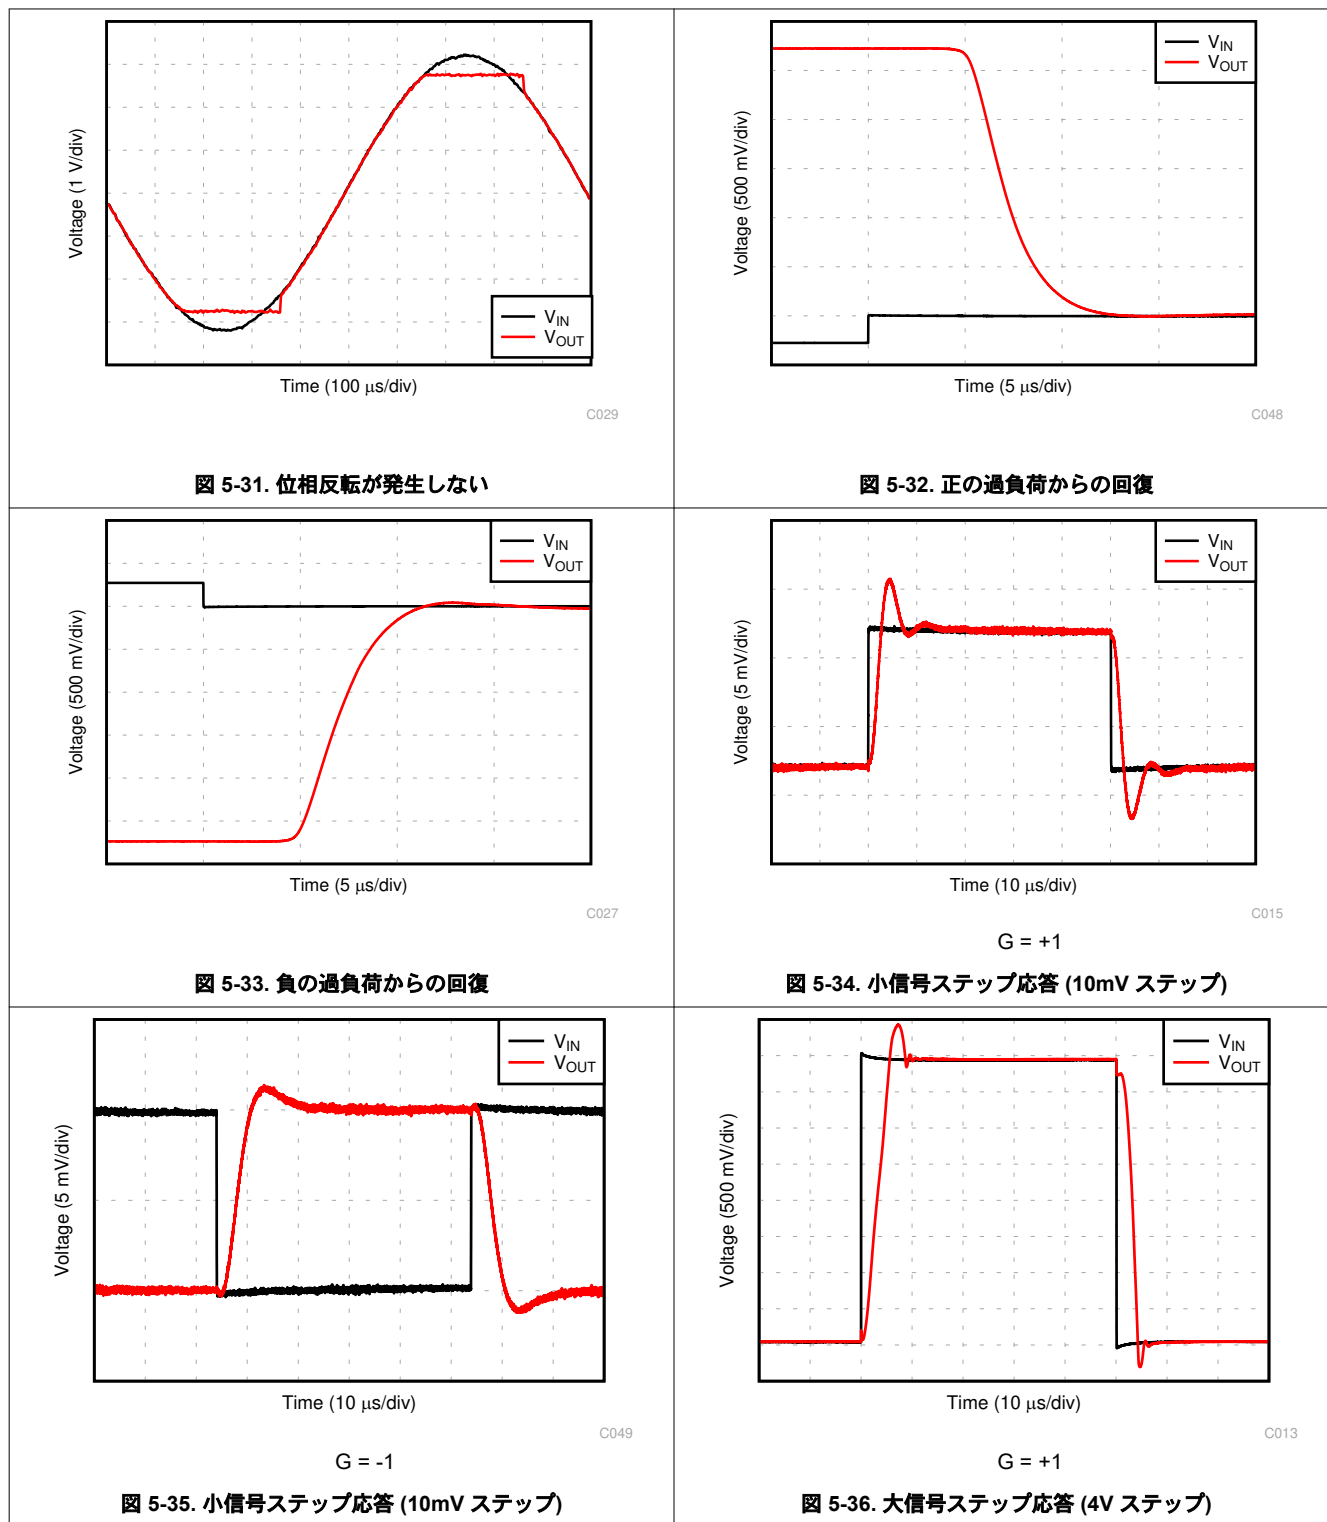 Voltage (1 V/div)
VIN
VOUT
Time (100 μs/div)
C029
図 5-31. 位相反転が発生しない
Voltage (500 mV/div)
VIN
VOUT
Time (5 μs/div)
C048
図 5-32. 正の過負荷からの回復
Voltage (500 mV/div)
VIN
VOUT
Time (5 μs/div)
C027
図 5-33. 負の過負荷からの回復
Voltage (5 mV/div)
VIN
VOUT
Time (10 μs/div)
C015
G = +1
図 5-34. 小信号ステップ応答 (10mV ステップ)
Voltage (5 mV/div)
VIN
VOUT
Time (10 μs/div)
C049
G = -1
図 5-35. 小信号ステップ応答 (10mV ステップ)
Voltage (500 mV/div)
VIN
VOUT
Time (10 μs/div)
C013
G = +1
図 5-36. 大信号ステップ応答 (4V ステップ)